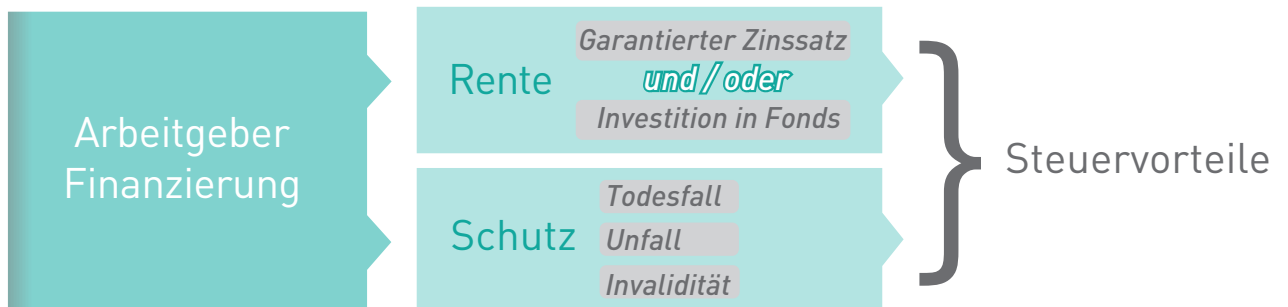 Arbeitgeber
Finanzierung
Rente
Garantierter Zinssatz
und / oder
Investition in Fonds
Schutz
Todesfall
Unfall
Invalidität
Steuervorteile